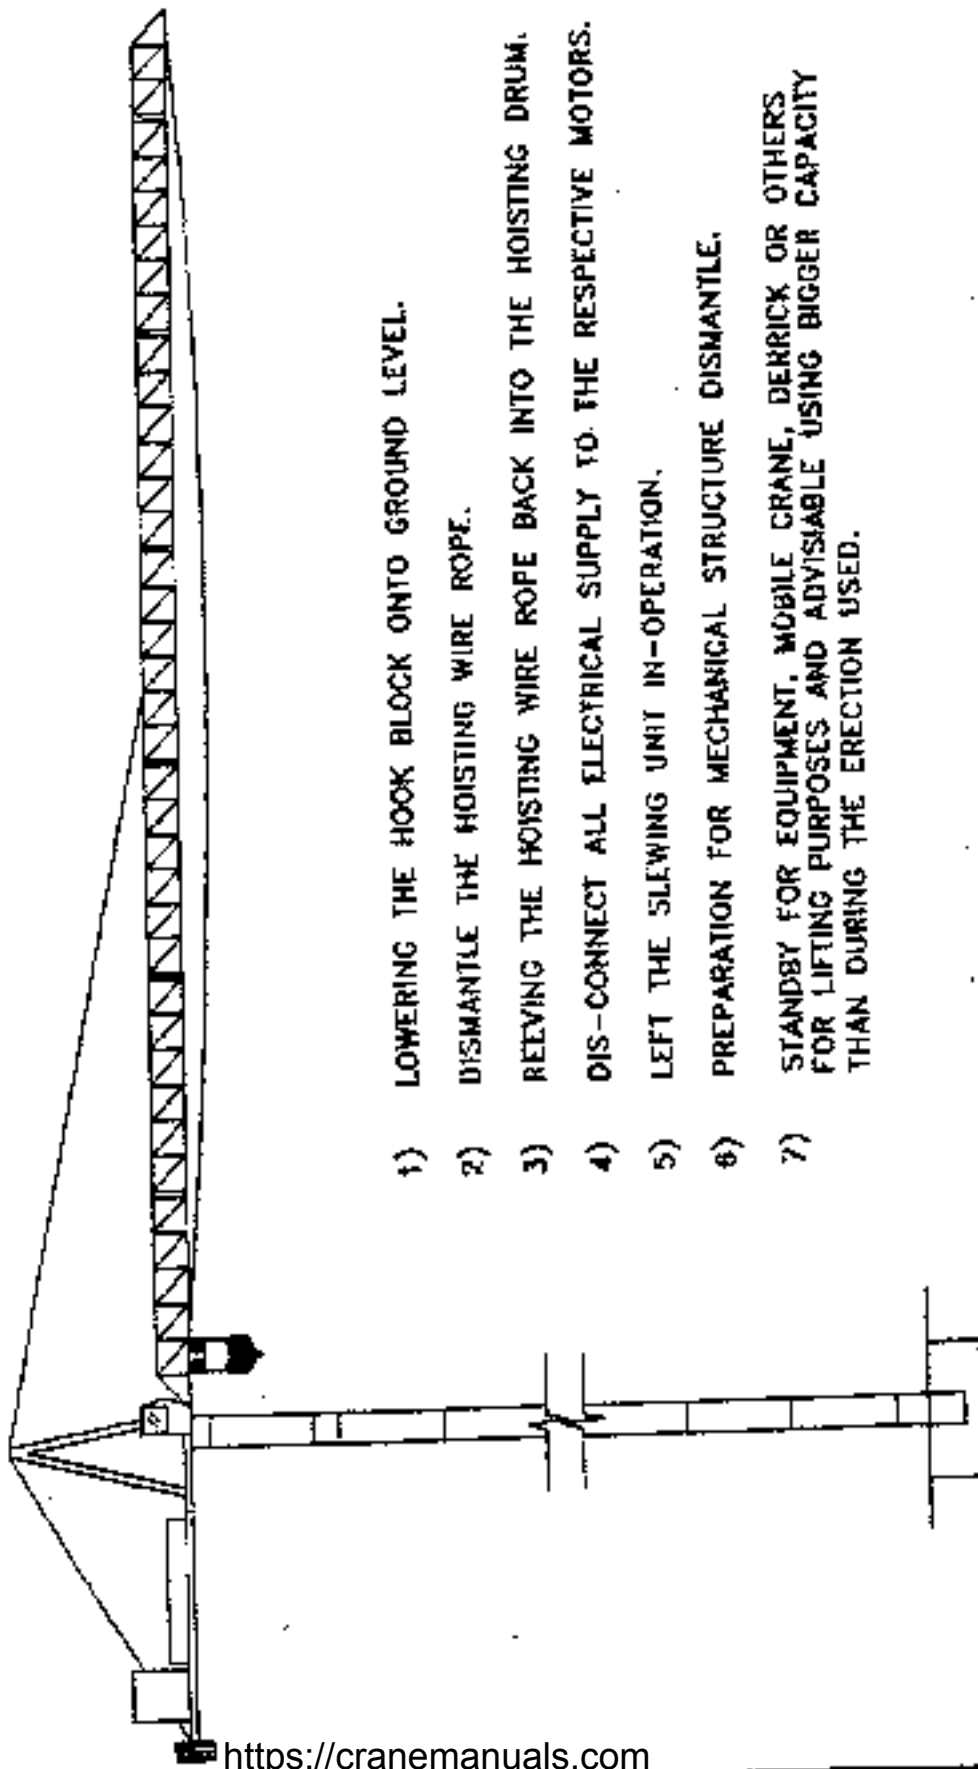 1) LOWERING THE HOOK BLOCK ONTO GROUND LEVEL.
2) DISMANTLE THE HOISTING WIRE ROPE.
3) REEVING THE HOISTING WIRE ROPE BACK INTO THE HOISTING DRUM.
4) DIS-CONNECT ALL ELECTRICAL SUPPLY TO THE RESPECTIVE MOTORS.
5) LEFT THE SLEWING UNIT IN-OPERATION.
6) PREPARATION FOR MECHANICAL STRUCTURE DISMANTLE.
7) STANDBY FOR EQUIPMENT, MOBILE CRANE, DERRICK OR OTHERS
FOR LIFTING PURPOSES AND ADVISIABLE USING BIGGER CAPACITY
THAN DURING THE ERECTION USED.
https://cranemanuals.com